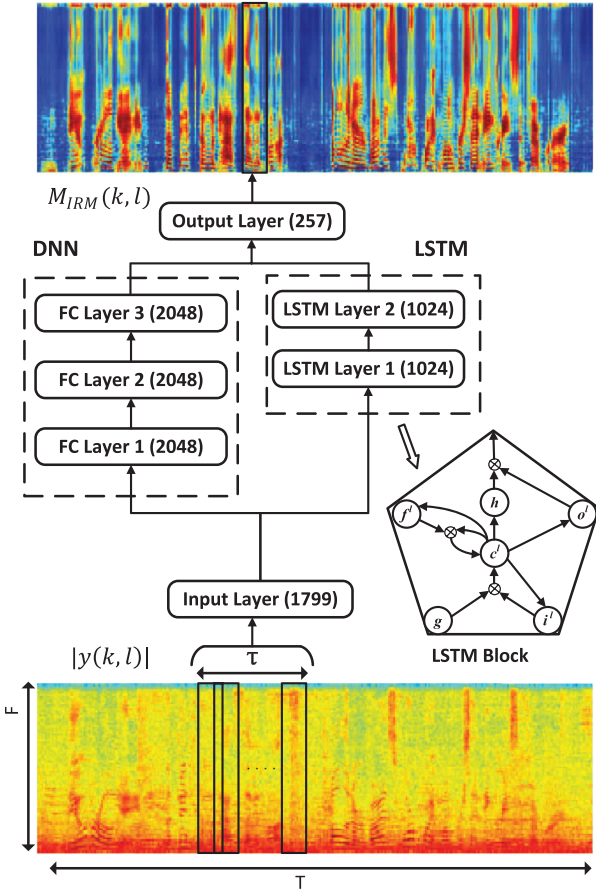 M_IRM(k, l)
Output Layer (257)
DNN
LSTM
FC Layer 3 (2048)
FC Layer 2 (2048)
FC Layer 1 (2048)
LSTM Layer 2 (1024)
LSTM Layer 1 (1024)
h
f^l
o^l
c^l
g
i^l
LSTM Block
Input Layer (1799)
|y(k, l)|
τ
F
. . . . .
T